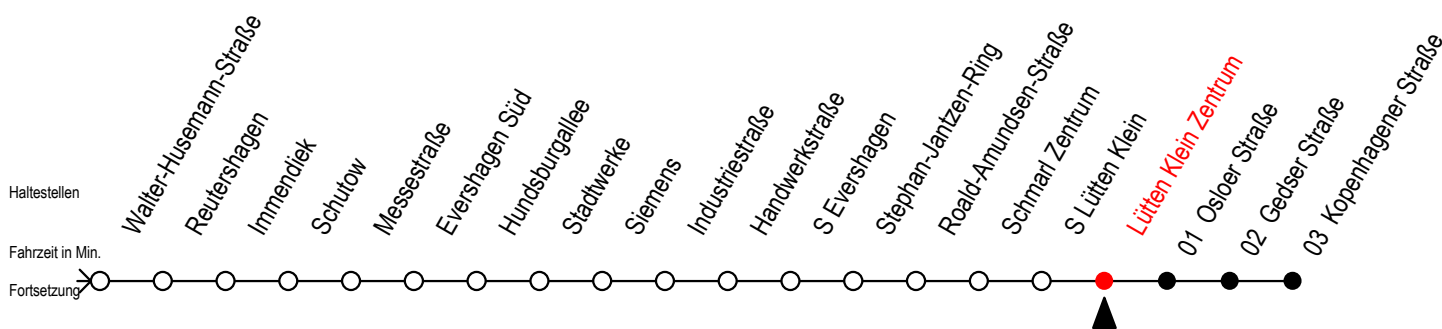 Haltestellen
Walter-Husemann-Straße
Reutershagen
Immendiek
Schutow
Messestraße
Evershagen Süd
Hundsburgallee
Stadtwerke
Siemens
Industriestraße
Handwerkstraße
S Evershagen
Stephan-Jantzen-Ring
Roald-Amundsen-Straße
Schmarl Zentrum
S Lütten Klein
Lütten Klein Zentrum
01 Osloer Straße
02 Gedser Straße
03 Kopenhagener Straße
Fahrzeit in Min.
Fortsetzung